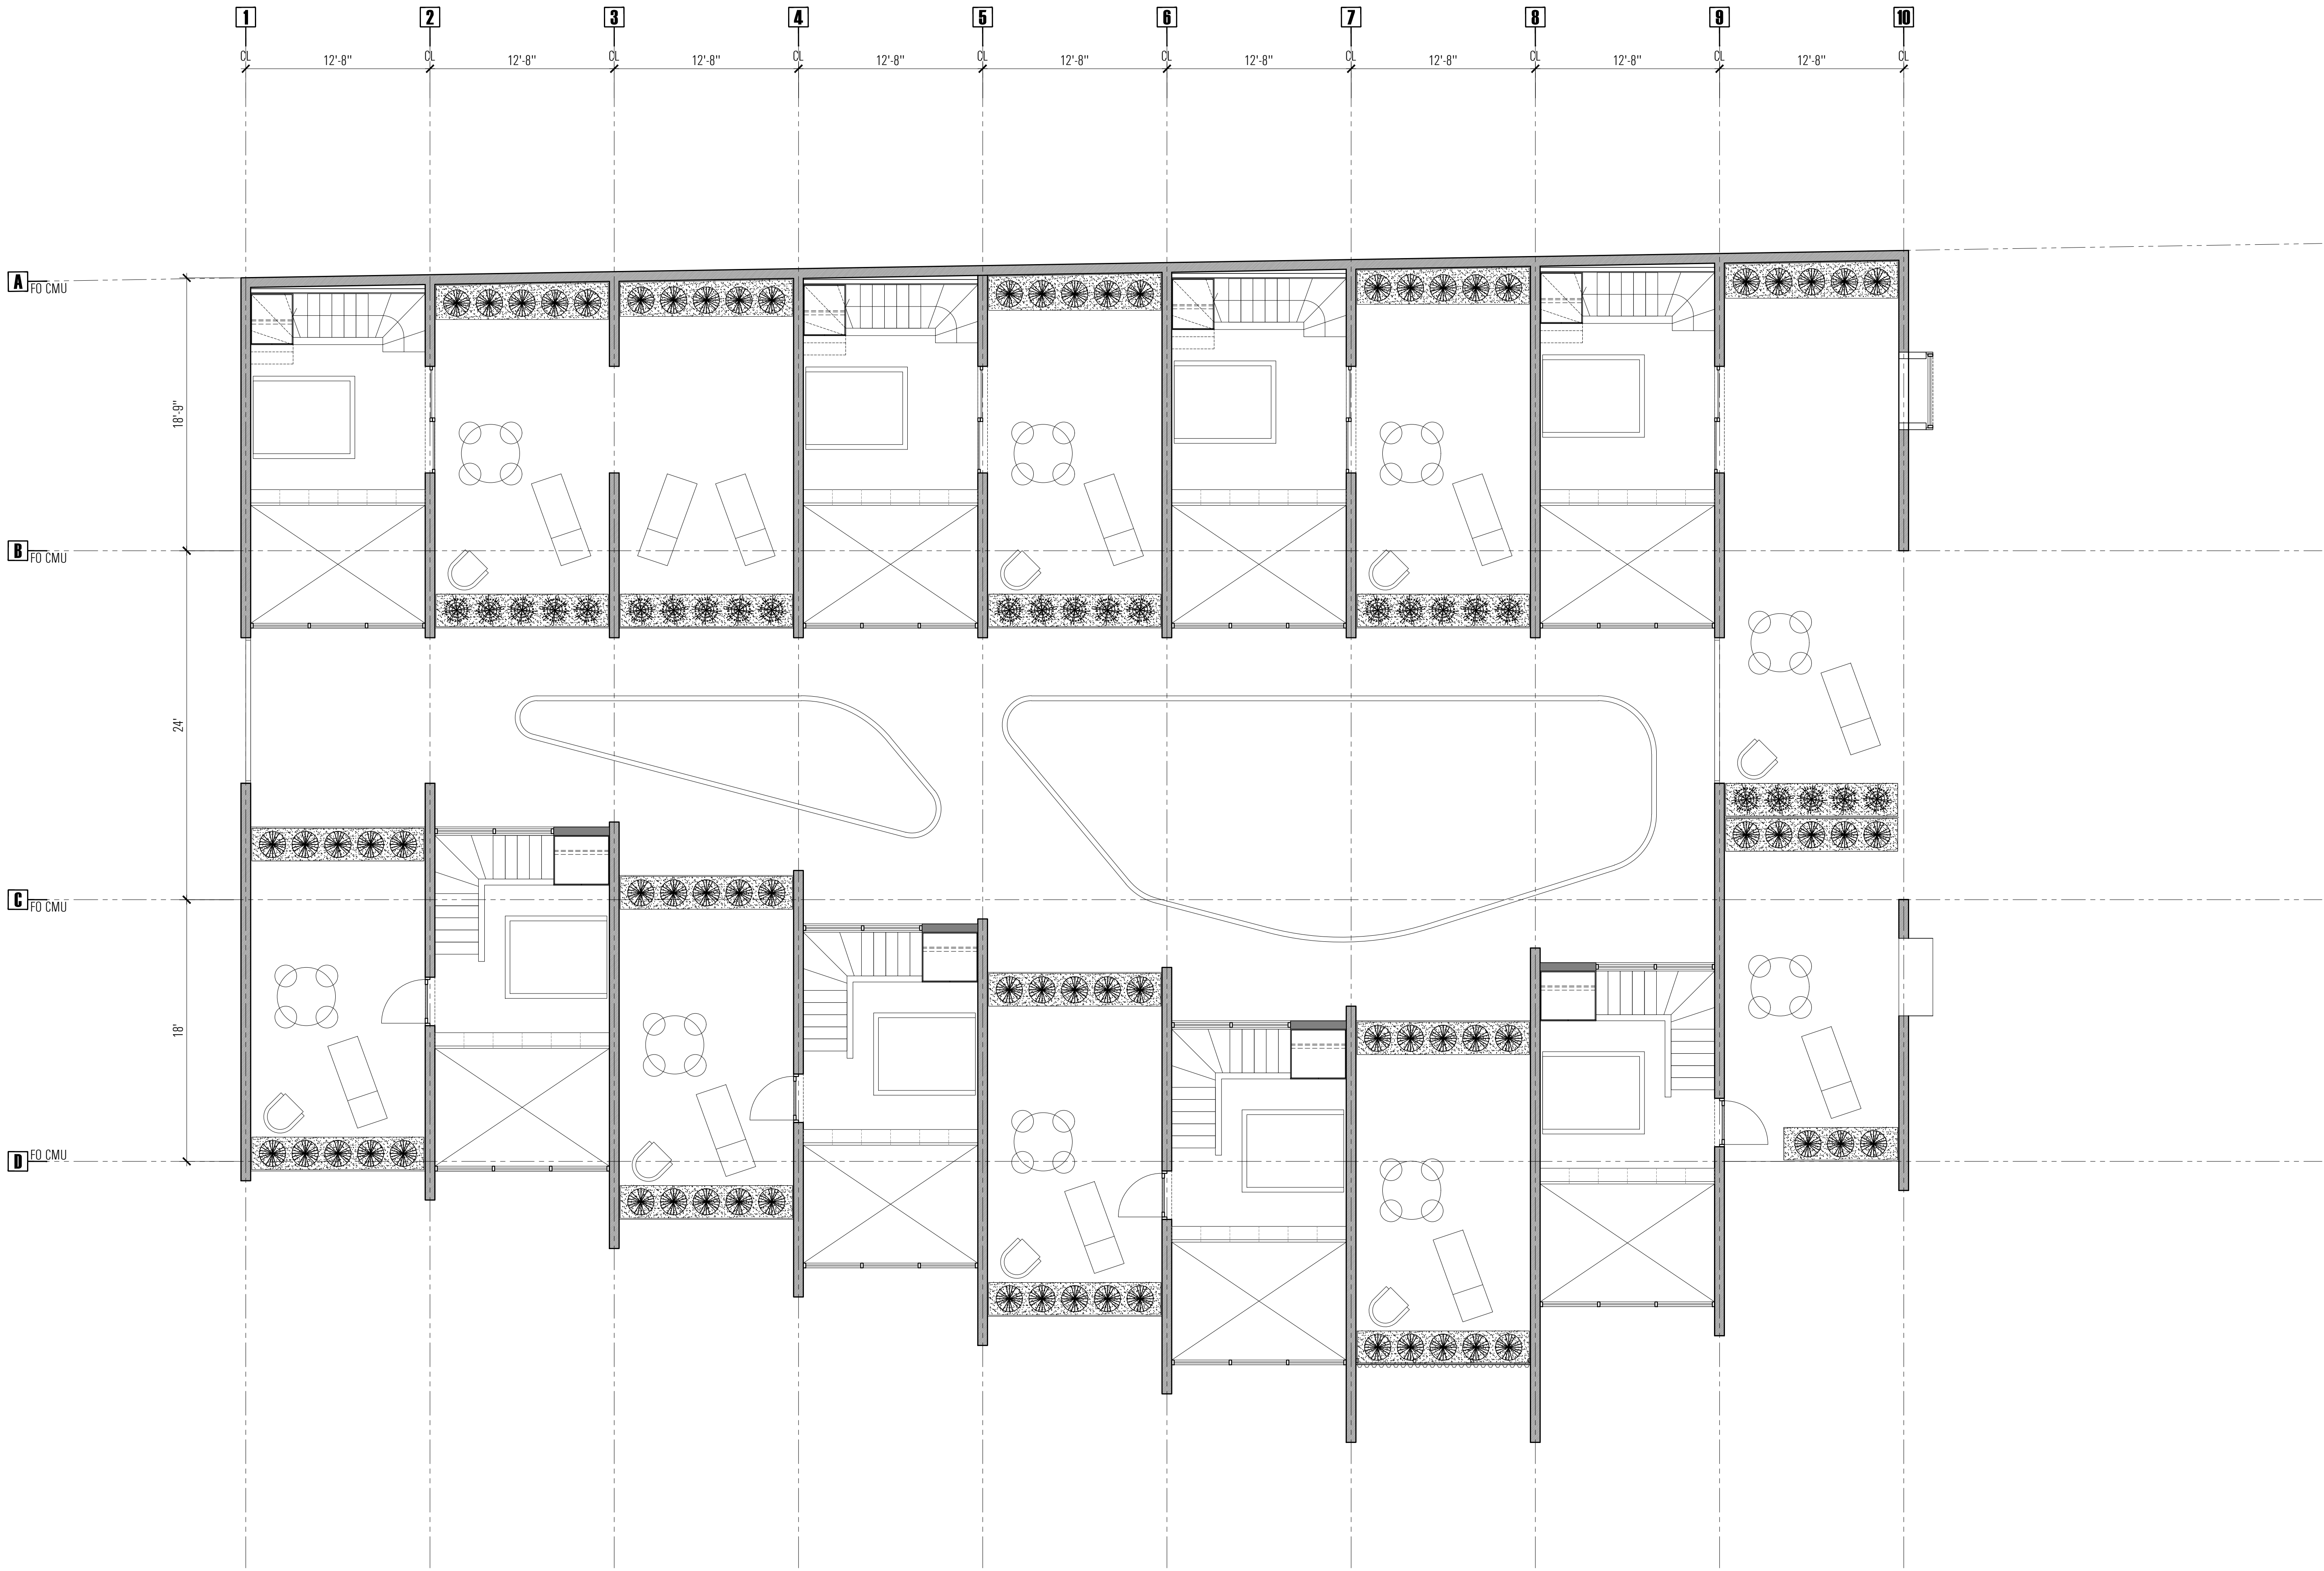 1 2 3 4 5 6 7 8 9 10
CL CL CL CL CL CL CL CL CL CL
12'-8" 12'-8" 12'-8" 12'-8" 12'-8" 12'-8" 12'-8" 12'-8" 12'-8"
A
FO CMU
18'-9"
B
FO CMU
24'
C
FO CMU
18'
D
FO CMU